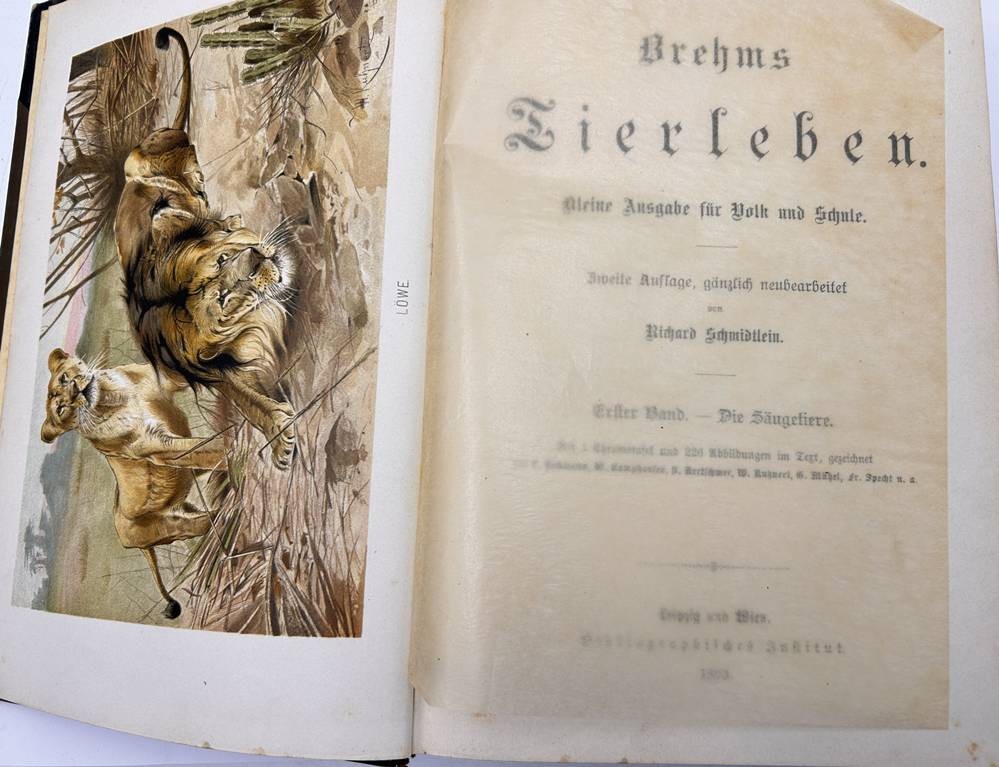 LÖWE.
Brehms
Tierleben.
Kleine Ausgabe für Volk und Schule.
Zweite Auflage, gänzlich neubearbeitet
von
Richard Schmidtlein.
Erster Band. — Die Säugetiere.
Mit 1 Chromotafel und 226 Abbildungen im Text, gezeichnet
W. Camphausen, W. Kuhnert, G. Mützel, Fr. Specht u. a.
Leipzig und Wien.
Bibliographisches Institut
1893.